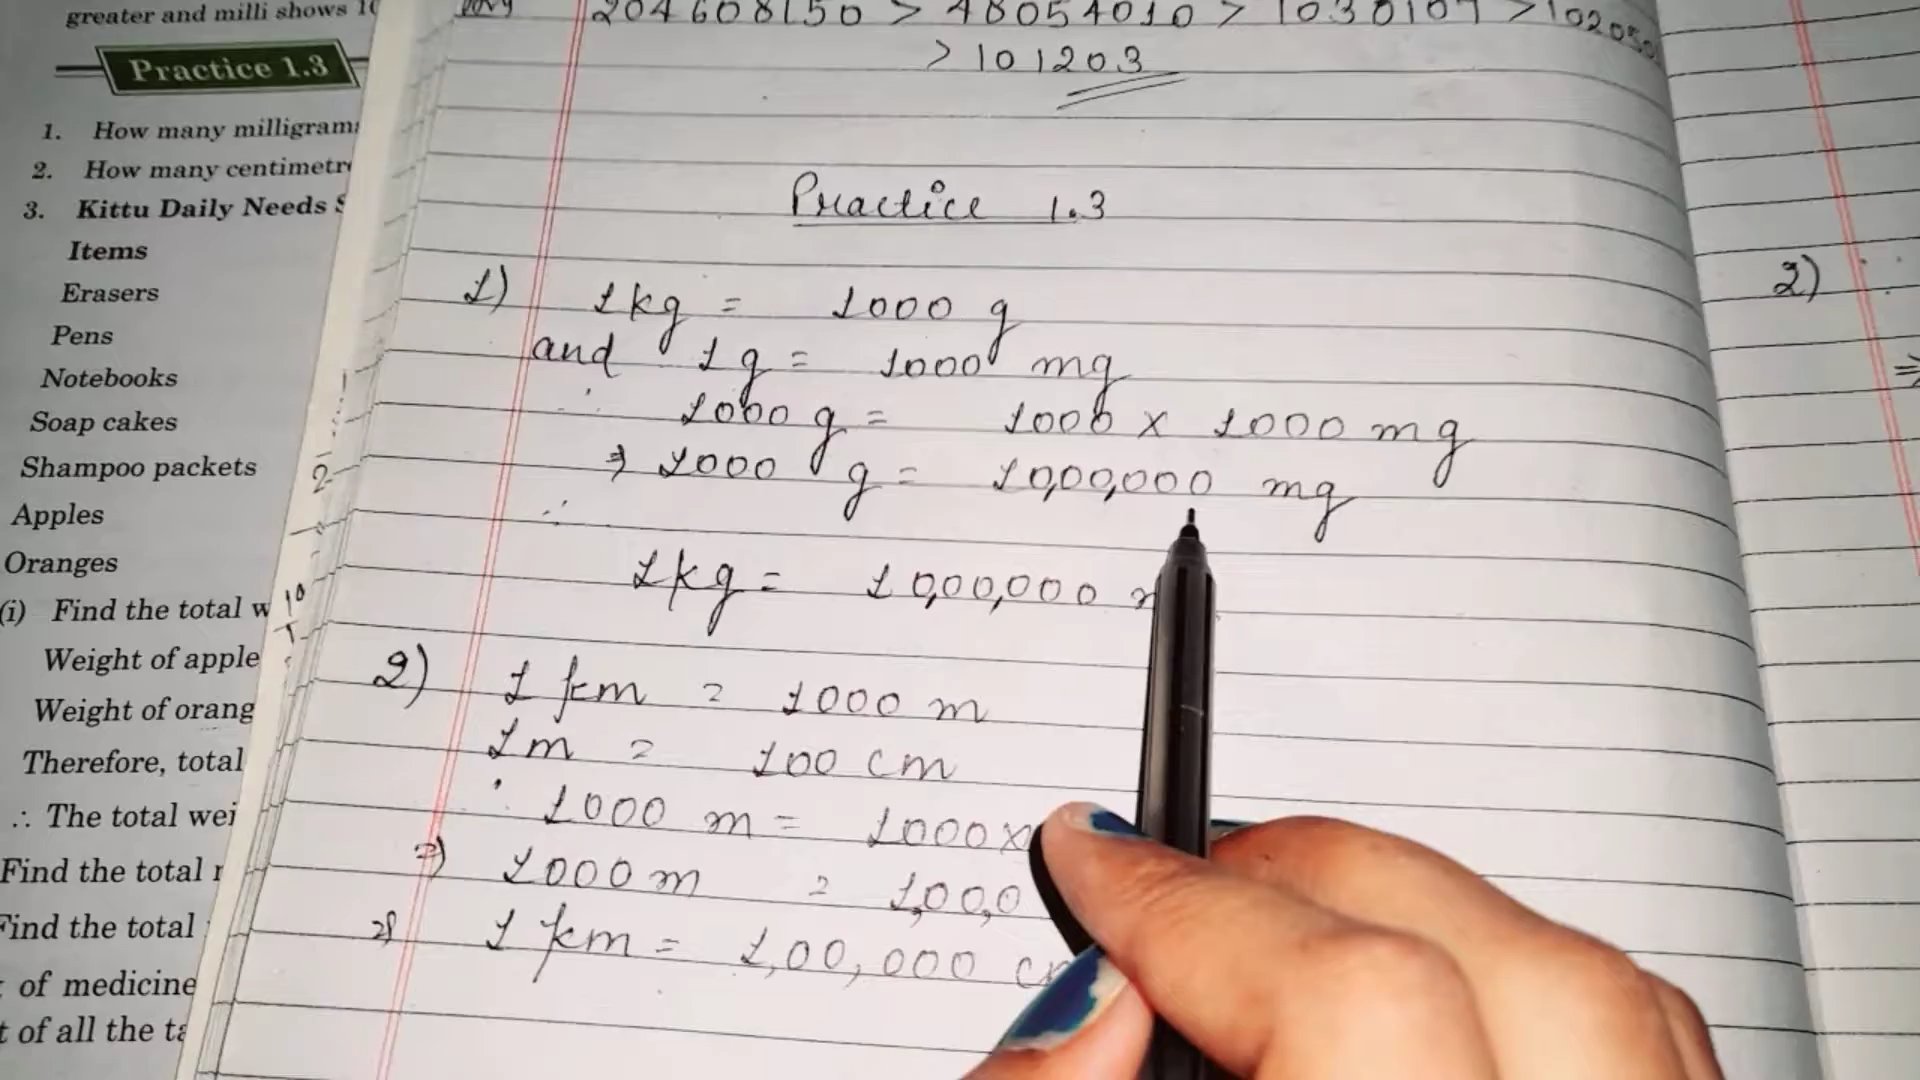 greater and milli shows 10
Practice 1.3
1. How many milligram
2. How many centimetr
3. Kittu Daily Needs S
Items
Erasers
Pens
Notebooks
Soap cakes
Shampoo packets
Apples
Oranges
(i) Find the total w
Weight of apple
Weight of orang
Therefore, total
∴ The total wei
Find the total
Find the total
of medicine
t of all the ta
204608150 > 48054010 > 1030107 > 102050
> 101203
Practice 1.3
1) 1kg = 1000 g
and 1g = 1000 mg
∴ 1000 g = 1000 x 1000 mg
⇒ 1000 g = 10,00,000 mg
∴
1kg = 10,00,000
2) 1 km = 1000 m
1m = 100 cm
∴ 1000 m = 1000x
⇒) 1000 m = 1,00,0
1 km = 1,00,000 c
2)
⇒